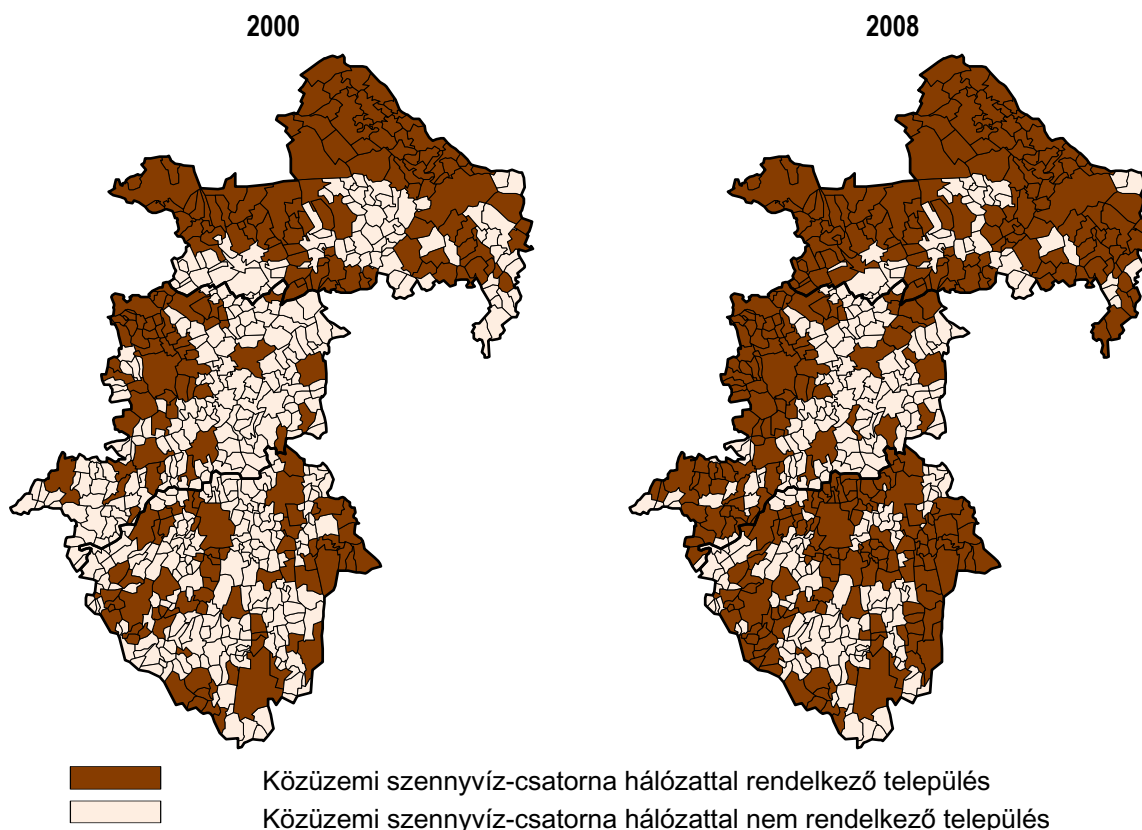 2000
2008
Közüzemi szennyvíz-csatorna hálózattal rendelkező település
Közüzemi szennyvíz-csatorna hálózattal nem rendelkező település